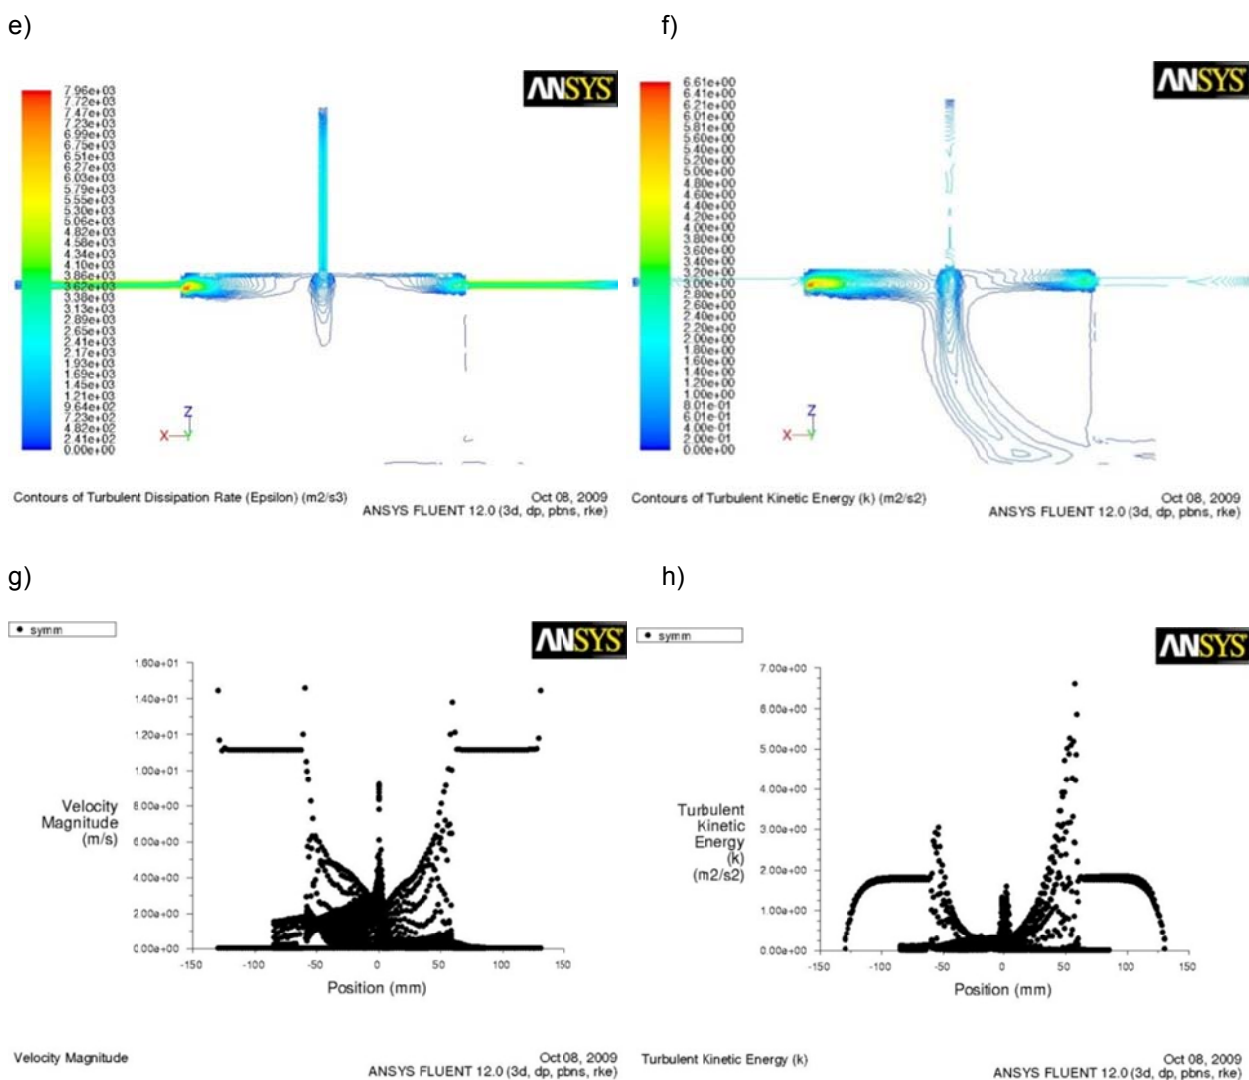 e)
f)
ANSYS
ANSYS
7.96e+03
7.72e+03
7.47e+03
7.23e+03
6.99e+03
6.75e+03
6.51e+03
6.27e+03
6.03e+03
5.79e+03
5.55e+03
5.30e+03
5.06e+03
4.82e+03
4.58e+03
4.34e+03
4.10e+03
3.86e+03
3.62e+03
3.38e+03
3.13e+03
2.89e+03
2.65e+03
2.41e+03
2.17e+03
1.93e+03
1.69e+03
1.45e+03
1.21e+03
9.64e+02
7.23e+02
4.82e+02
2.41e+02
0.00e+00
Z
X
Y
6.61e+00
6.41e+00
6.21e+00
6.01e+00
5.80e+00
5.60e+00
5.40e+00
5.20e+00
5.00e+00
4.80e+00
4.60e+00
4.40e+00
4.20e+00
4.00e+00
3.80e+00
3.60e+00
3.40e+00
3.20e+00
3.00e+00
2.80e+00
2.60e+00
2.40e+00
2.20e+00
2.00e+00
1.80e+00
1.60e+00
1.40e+00
1.20e+00
1.00e+00
8.01e-01
6.01e-01
4.00e-01
2.00e-01
0.00e+00
Z
X
Y
Contours of Turbulent Dissipation Rate (Epsilon) (m2/s3)
Oct 08, 2009
ANSYS FLUENT 12.0 (3d, dp, pbns, rke)
Contours of Turbulent Kinetic Energy (k) (m2/s2)
Oct 08, 2009
ANSYS FLUENT 12.0 (3d, dp, pbns, rke)
g)
h)
symm
ANSYS
1.60e+01
1.40e+01
1.20e+01
1.00e+01
8.00e+00
6.00e+00
4.00e+00
2.00e+00
0.00e+00
Velocity
Magnitude
(m/s)
-150
-100
-50
0
50
100
150
Position (mm)
Velocity Magnitude
Oct 08, 2009
ANSYS FLUENT 12.0 (3d, dp, pbns, rke)
symm
ANSYS
7.00e+00
6.00e+00
5.00e+00
4.00e+00
3.00e+00
2.00e+00
1.00e+00
0.00e+00
Turbulent
Kinetic
Energy
(k)
(m2/s2)
-150
-100
-50
0
50
100
150
Position (mm)
Turbulent Kinetic Energy (k)
Oct 08, 2009
ANSYS FLUENT 12.0 (3d, dp, pbns, rke)